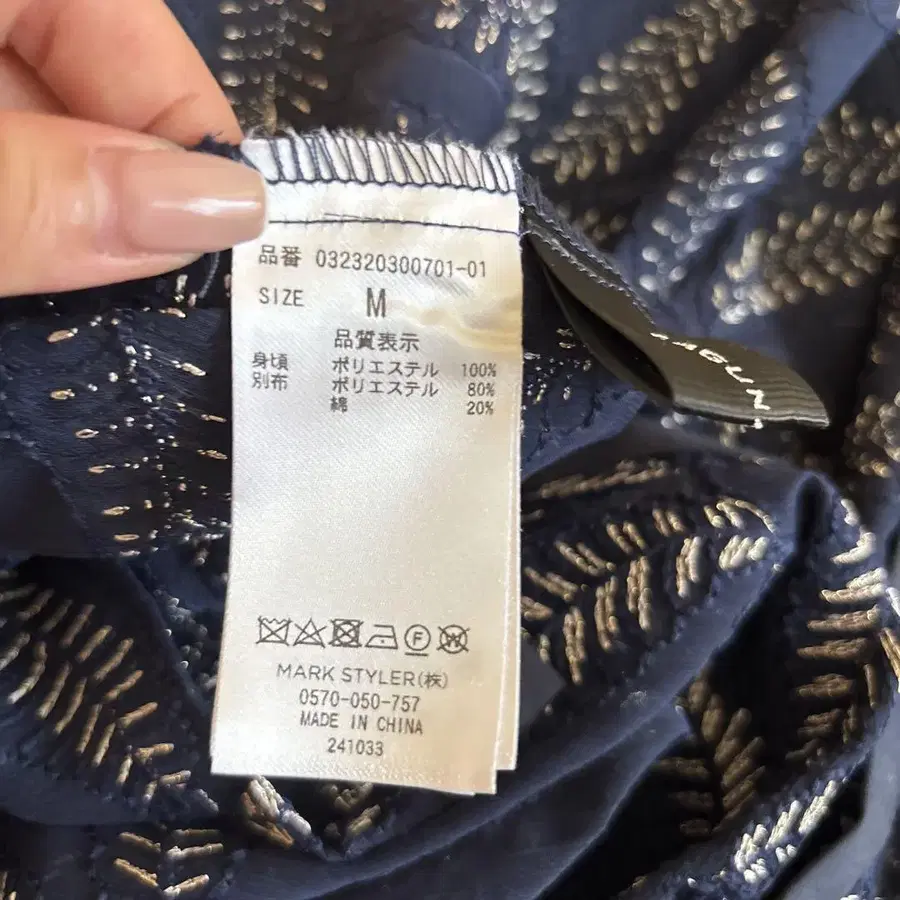 品番 032320300701-01
SIZE M
品質表示
身頃 ポリエステル 100%
別布 ポリエステル 80%
綿 20%
F W
MARK STYLER(株)
0570-050-757
MADE IN CHINA
241033